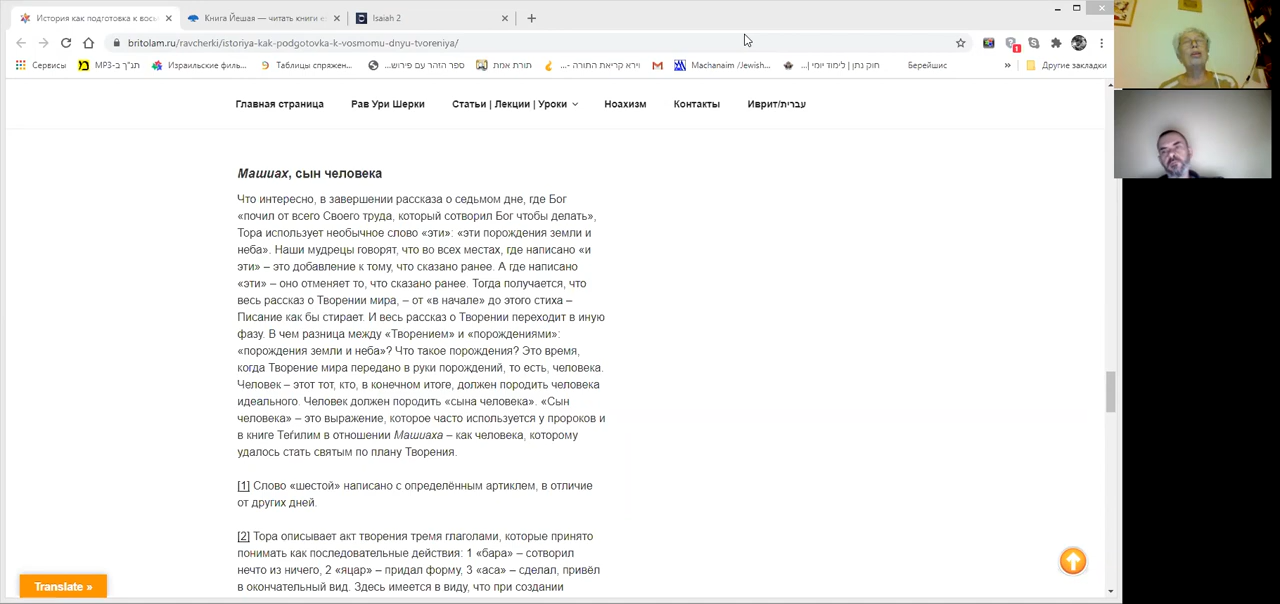 История как подготовка к восьм
Книга Йешая — читать книги е
Isaiah 2
britolam.ru/ravcherki/istoriya-kak-podgotovka-k-vosmomu-dnyu-tvoreniya/
Сервисы
תנ"ך ב-MP3
Израильские филь...
Таблицы спряжен...
ספר הזהר עם פירוש...
תורת אמת
וירא קריאת התורה -...
Machanaim /Jewish...
חוק נתן | לימוד יומי |...
Берейшис
»
Другие закладки
Главная страница
Рав Ури Шерки
Статьи | Лекции | Уроки
Ноахизм
Контакты
Иврит/עברית
Машиах, сын человека
Что интересно, в завершении рассказа о седьмом дне, где Бог
«почил от всего Своего труда, который сотворил Бог чтобы делать»,
Тора использует необычное слово «эти»: «эти порождения земли и
неба». Наши мудрецы говорят, что во всех местах, где написано «и
эти» – это добавление к тому, что сказано ранее. А где написано
«эти» – оно отменяет то, что сказано ранее. Тогда получается, что
весь рассказ о Творении мира, – от «в начале» до этого стиха –
Писание как бы стирает. И весь рассказ о Творении переходит в иную
фазу. В чем разница между «Творением» и «порождениями»:
«порождения земли и неба»? Что такое порождения? Это время,
когда Творение мира передано в руки порождений, то есть, человека.
Человек – этот тот, кто, в конечном итоге, должен породить человека
идеального. Человек должен породить «сына человека». «Сын
человека» – это выражение, которое часто используется у пророков и
в книге Теѓилим в отношении Машиаха – как человека, которому
удалось стать святым по плану Творения.
[1] Слово «шестой» написано с определённым артиклем, в отличие
от других дней.
[2] Тора описывает акт творения тремя глаголами, которые принято
понимать как последовательные действия: 1 «бара» – сотворил
нечто из ничего, 2 «яцар» – придал форму, 3 «аса» – сделал, привёл
в окончательный вид. Здесь имеется в виду, что при создании
Translate »